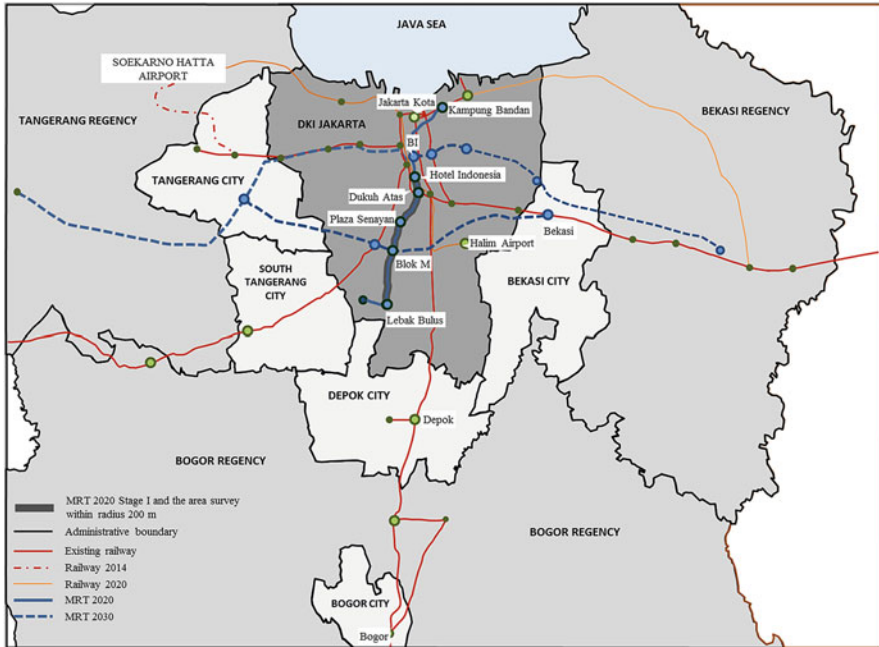 JAVA SEA
SOEKARNO HATTA
AIRPORT
Jakarta Kota
Kampung Bandan
BEKASI REGENCY
TANGERANG REGENCY
DKI JAKARTA
BI
TANGERANG CITY
Hotel Indonesia
Dukuh Atas
Plaza Senayan
Bekasi
Halim Airport
Blok M
SOUTH
TANGERANG
CITY
BEKASI CITY
Lebak Bulus
DEPOK CITY
Depok
BOGOR REGENCY
MRT 2020 Stage I and the area survey
within radius 200 m
Administrative boundary
Existing railway
Railway 2014
Railway 2020
MRT 2020
MRT 2030
BOGOR REGENCY
BOGOR CITY
Bogor